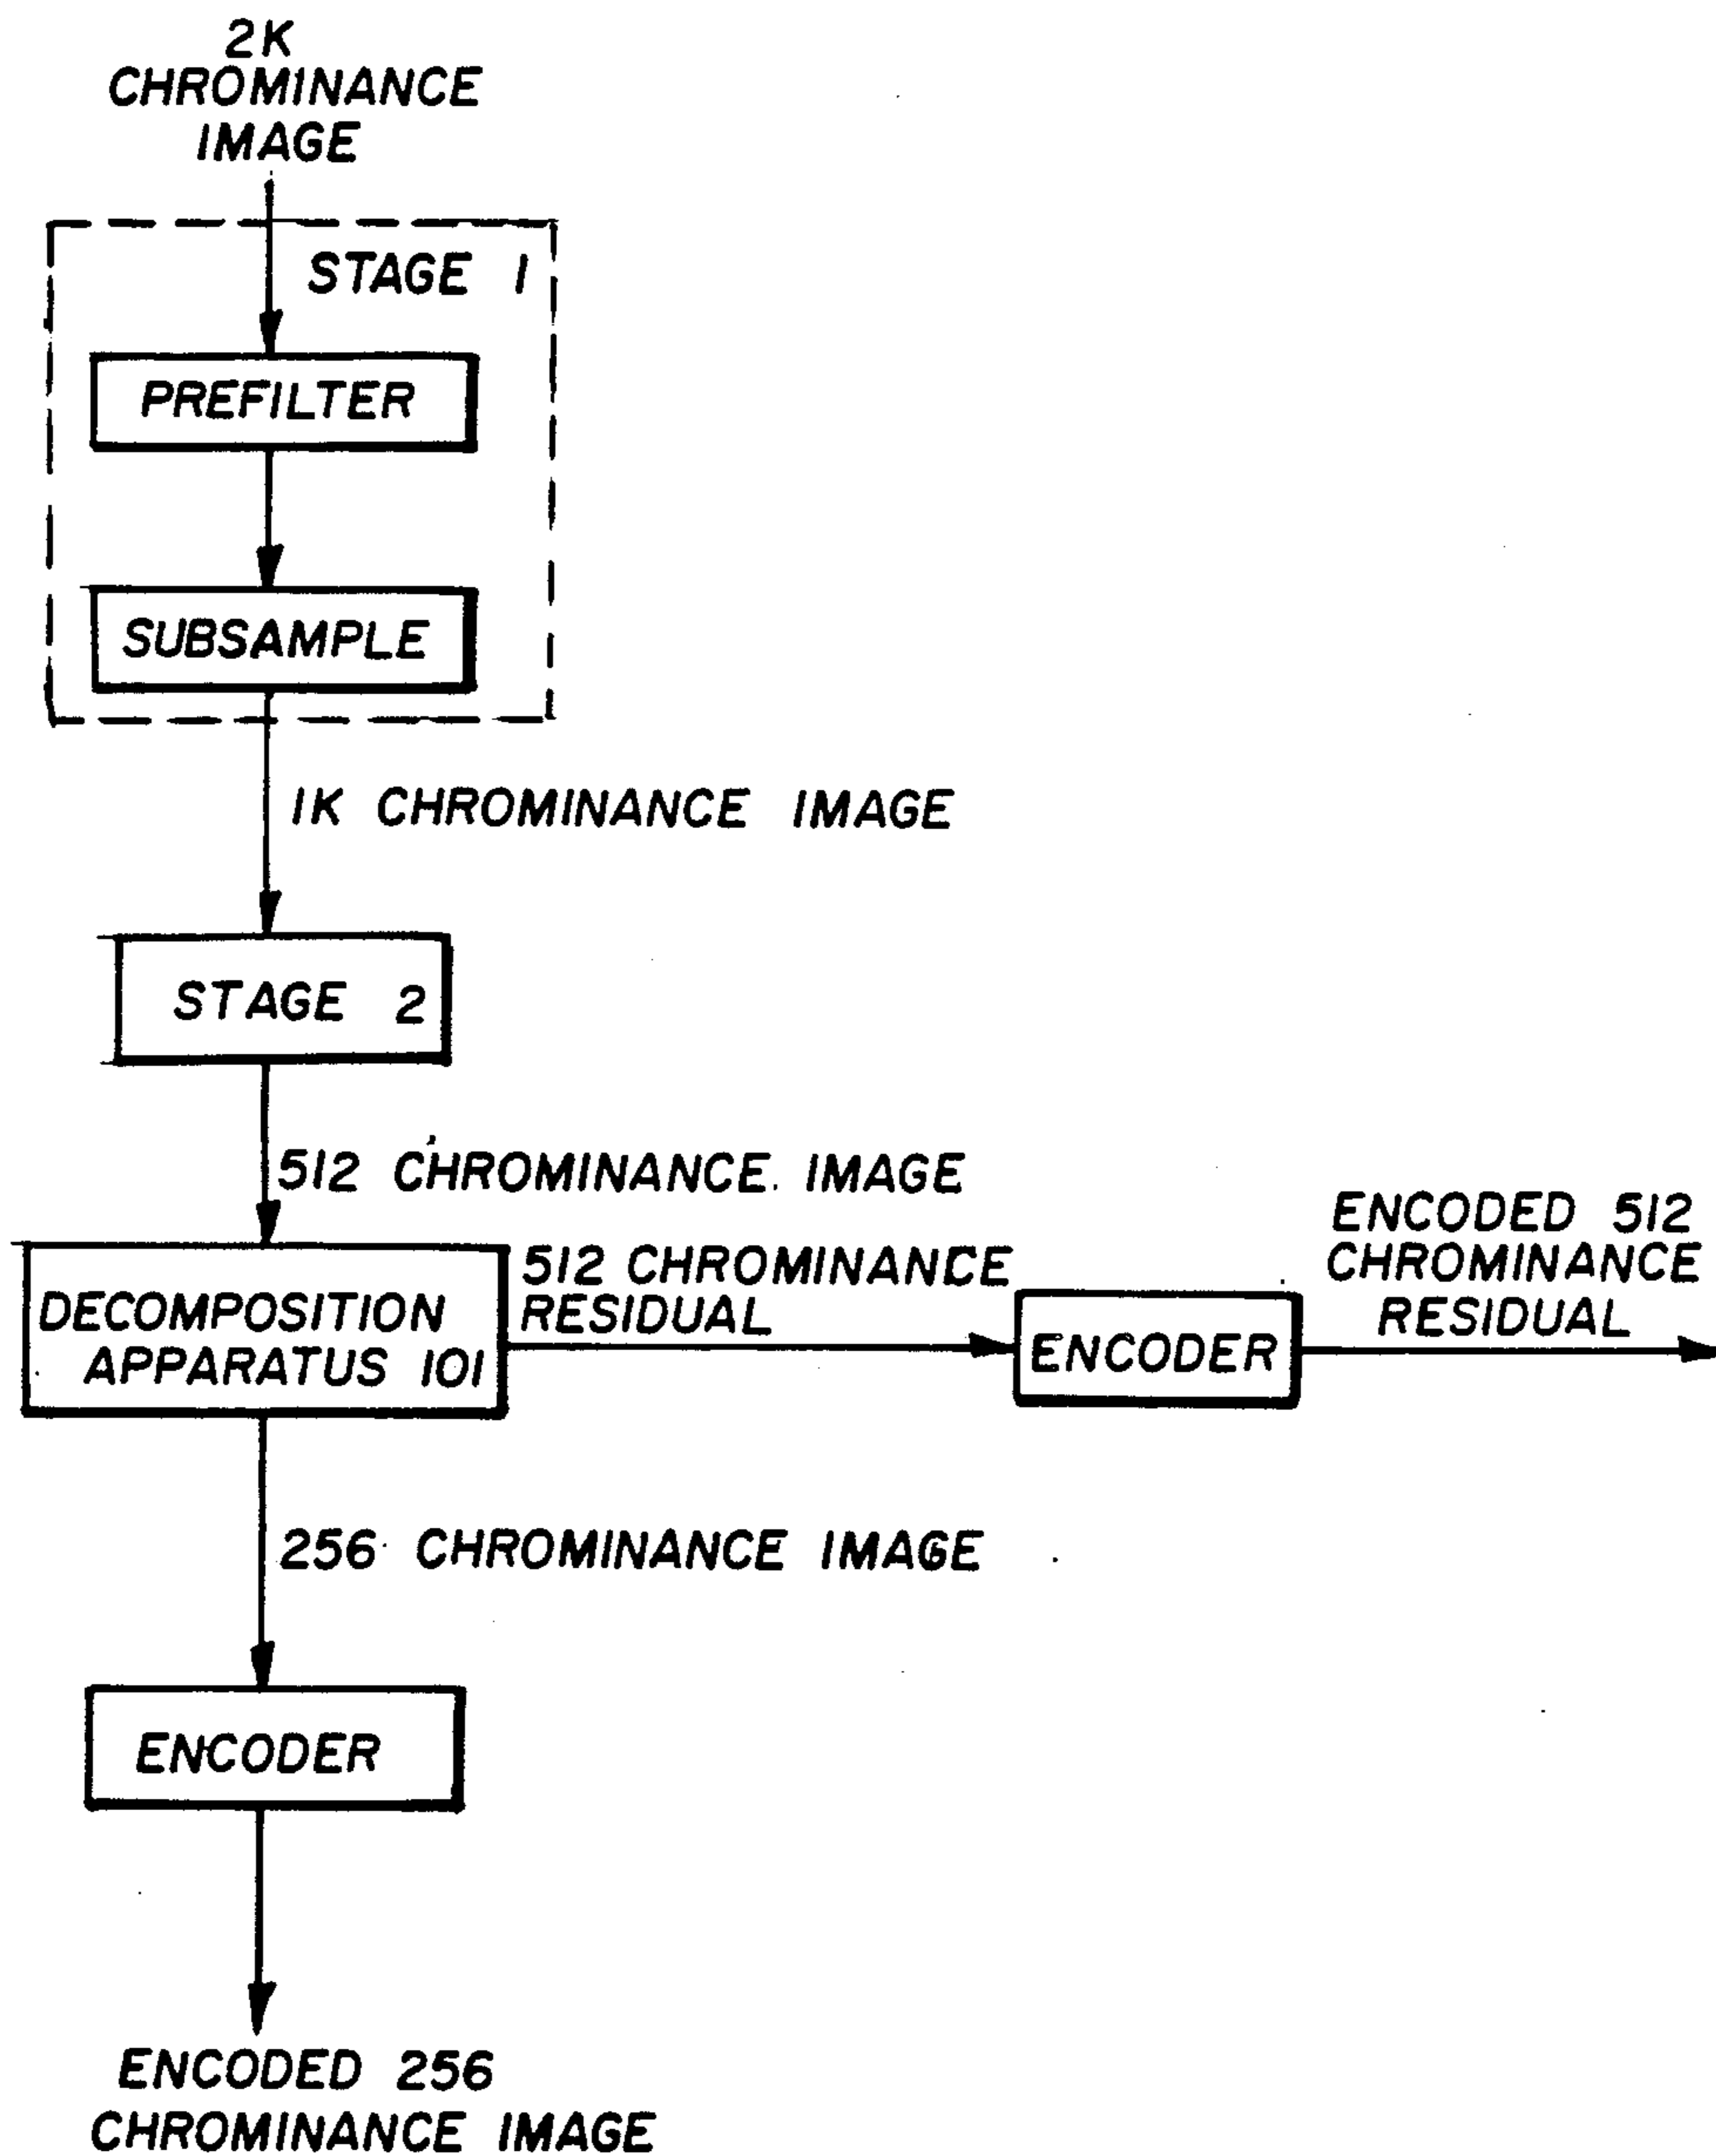 2K
CHROMINANCE
IMAGE
STAGE 1
PREFILTER
SUBSAMPLE
1K CHROMINANCE IMAGE
STAGE 2
512 CHROMINANCE IMAGE
DECOMPOSITION
APPARATUS 101
512 CHROMINANCE
RESIDUAL
ENCODER
ENCODED 512
CHROMINANCE
RESIDUAL
256 CHROMINANCE IMAGE
ENCODER
ENCODED 256
CHROMINANCE IMAGE